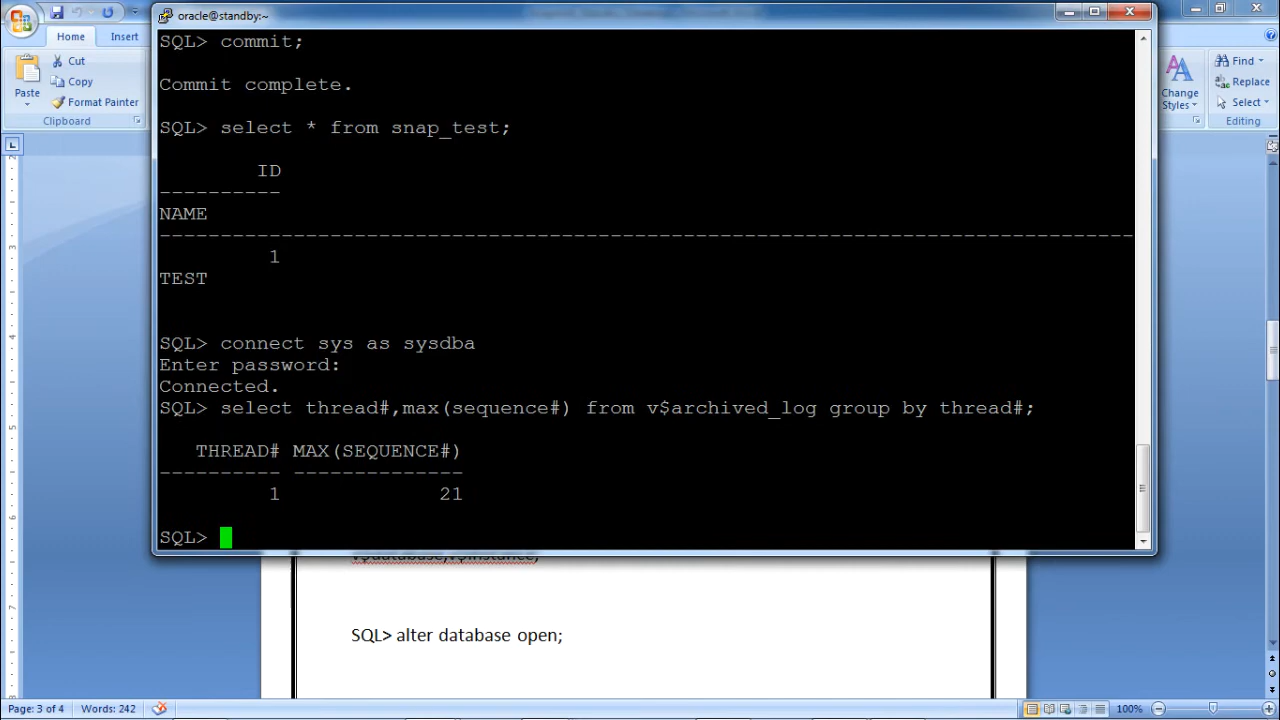 oracle@standby:~
Home Insert
Cut
Copy
Format Painter
Paste
Clipboard
Change
Styles
Find
Replace
Select
Editing
SQL> commit;
Commit complete.
SQL> select * from snap_test;
ID
----------
NAME
--------------------------------------------------------------------------------
1
TEST
SQL> connect sys as sysdba
Enter password:
Connected.
SQL> select thread#,max(sequence#) from v$archived_log group by thread#;
THREAD# MAX(SEQUENCE#)
---------- --------------
1 21
SQL>
v$database,v$instance;
SQL> alter database open;
Page: 3 of 4 Words: 242 100%